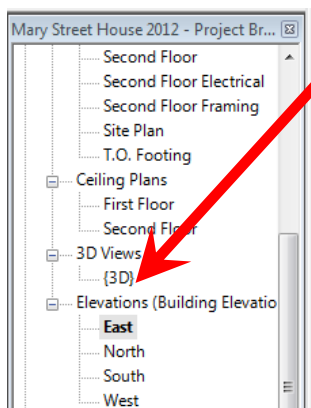 Mary Street House 2012 - Project Br...
Second Floor
Second Floor Electrical
Second Floor Framing
Site Plan
T.O. Footing
Ceiling Plans
First Floor
Second Floor
3D Views
{3D}
Elevations (Building Elevatio
East
North
South
West